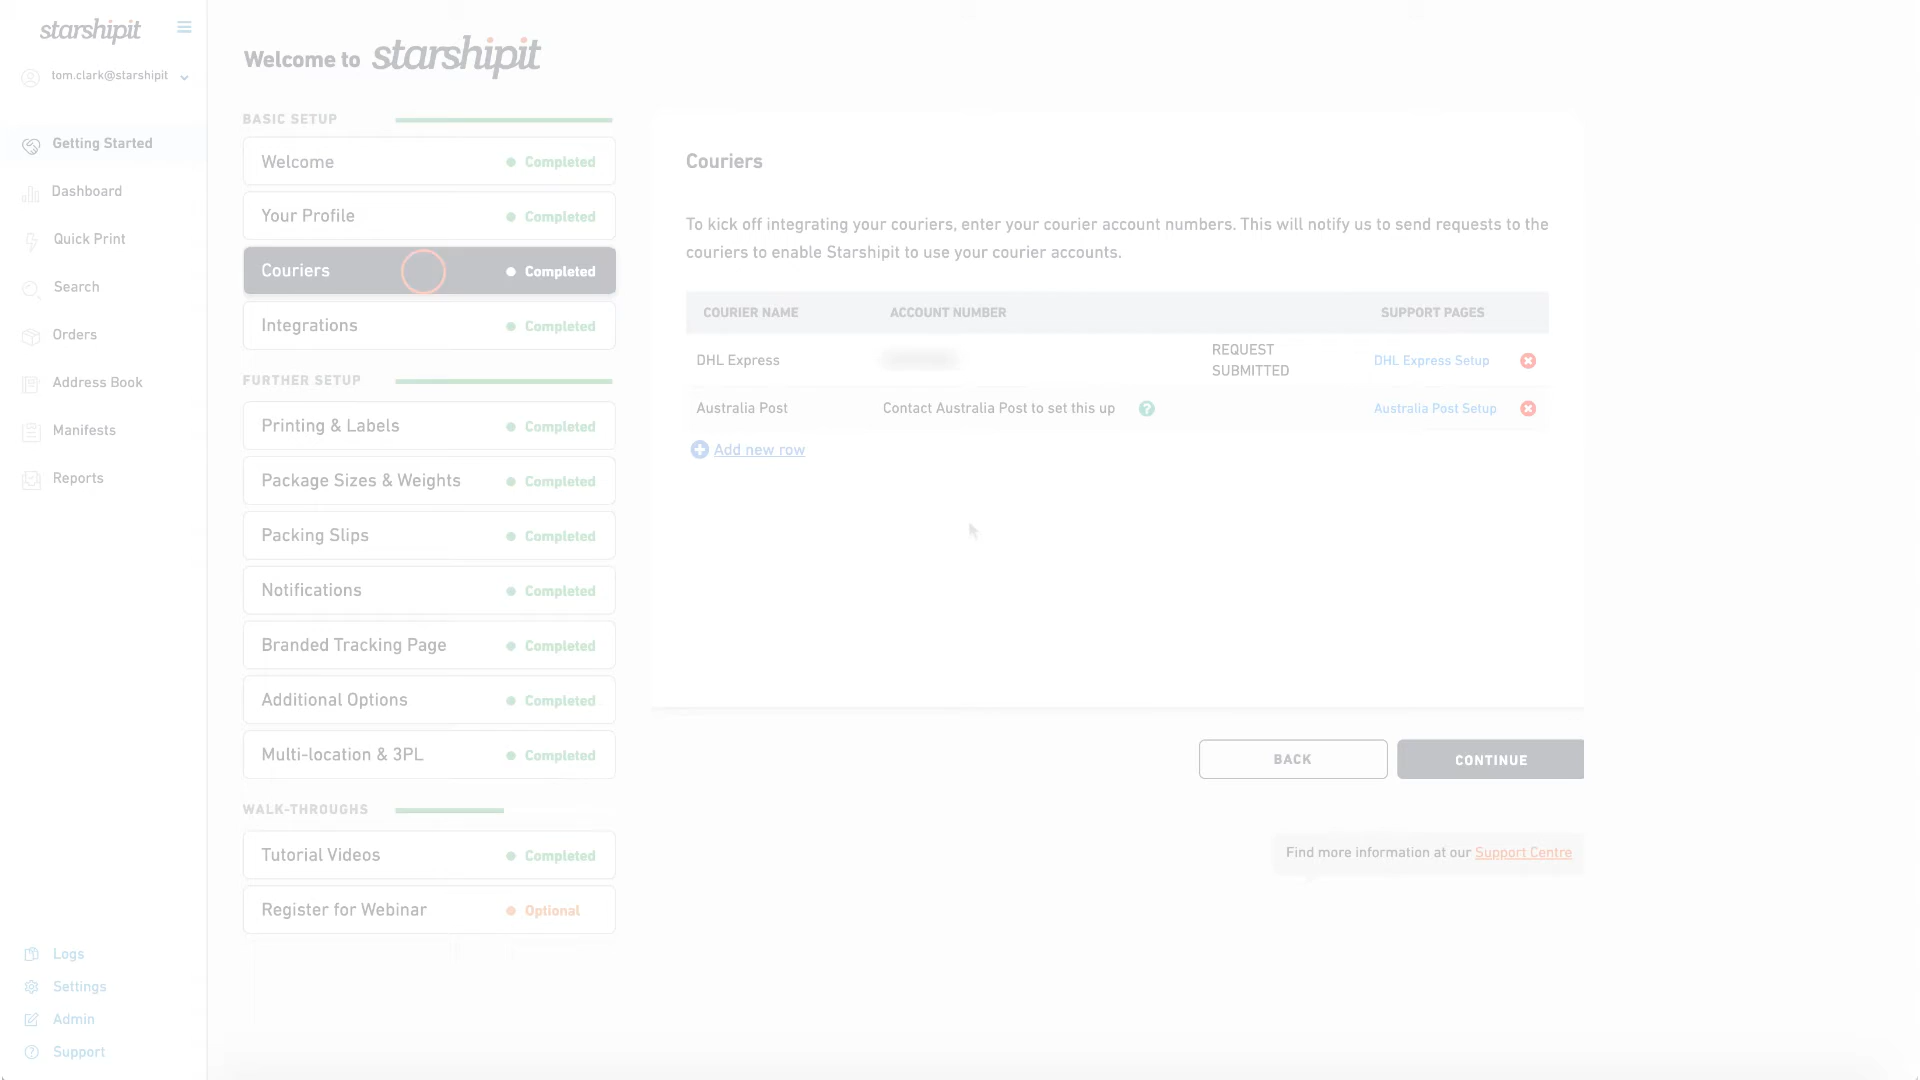 starshipit
tom.clark@starshipit
Getting Started
Dashboard
Quick Print
Search
Orders
Address Book
Manifests
Reports
Logs
Settings
Admin
Support
Welcome to starshipit
BASIC SETUP
Welcome Completed
Your Profile Completed
Couriers Completed
Integrations Completed
FURTHER SETUP
Printing & Labels Completed
Package Sizes & Weights Completed
Packing Slips Completed
Notifications Completed
Branded Tracking Page Completed
Additional Options Completed
Multi-location & 3PL Completed
WALK-THROUGHS
Tutorial Videos Completed
Register for Webinar Optional
Couriers
To kick off integrating your couriers, enter your courier account numbers. This will notify us to send requests to the
couriers to enable Starshipit to use your courier accounts.
COURIER NAME ACCOUNT NUMBER SUPPORT PAGES
DHL Express REQUEST SUBMITTED DHL Express Setup
Australia Post Contact Australia Post to set this up ? Australia Post Setup
Add new row
BACK CONTINUE
Find more information at our Support Centre